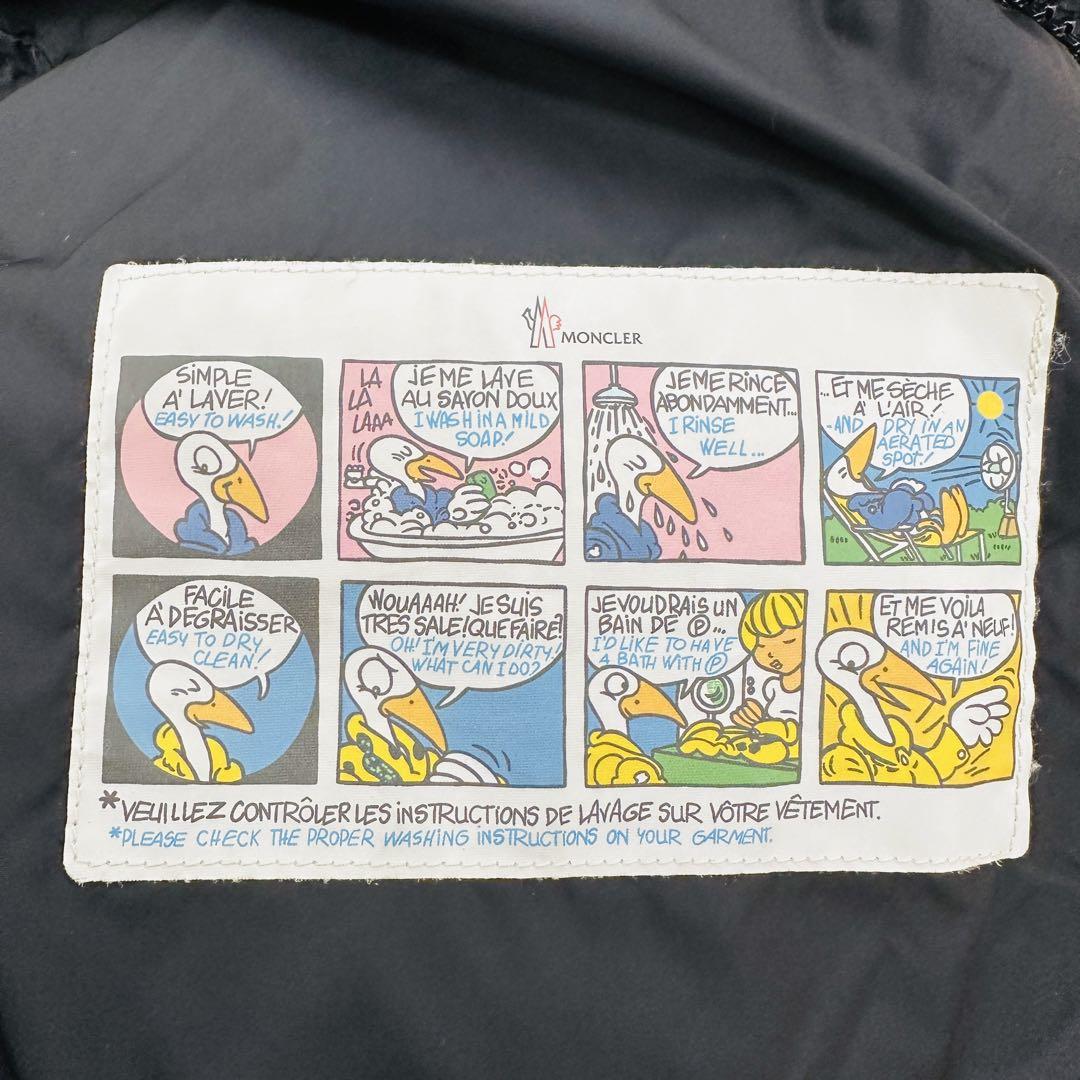 MONCLER
SIMPLE
A' LAVER!
EASY TO WASH!
LA
LA
LAAA
JE ME LAVE
AU SAVON DOUX
I WASH IN A MILD
SOAP!
JE ME RINCE
ABONDAMMENT...
I RINSE
WELL...
...ET ME SÈCHE
A' L'AIR!
-AND DRY IN AN
AERATED
SPOT!
FACILE
A' DEGRAISSER
EASY TO DRY
CLEAN!
WOUAAAH! JE SUIS
TRES SALE! QUE FAIRE?
OH! I'M VERY DIRTY!
WHAT CAN I DO?
JE VOUDRAIS UN
BAIN DE Ⓟ...
I'D LIKE TO HAVE
A BATH WITH Ⓟ
ET ME VOILA
REMIS A' NEUF!
AND I'M FINE
AGAIN!
*VEUILLEZ CONTRÔLER LES INSTRUCTIONS DE LAVAGE SUR VÔTRE VÊTEMENT.
*PLEASE CHECK THE PROPER WASHING INSTRUCTIONS ON YOUR GARMENT.